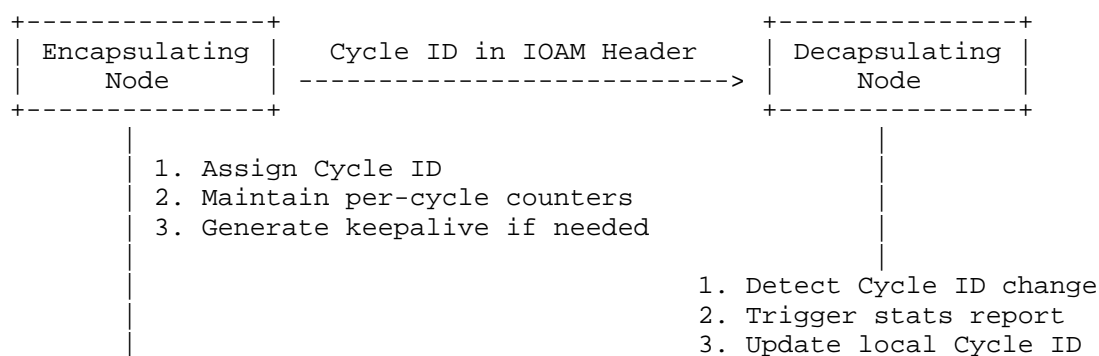 Encapsulating Node
Cycle ID in IOAM Header
Decapsulating Node
1. Assign Cycle ID
2. Maintain per-cycle counters
3. Generate keepalive if needed
1. Detect Cycle ID change
2. Trigger stats report
3. Update local Cycle ID